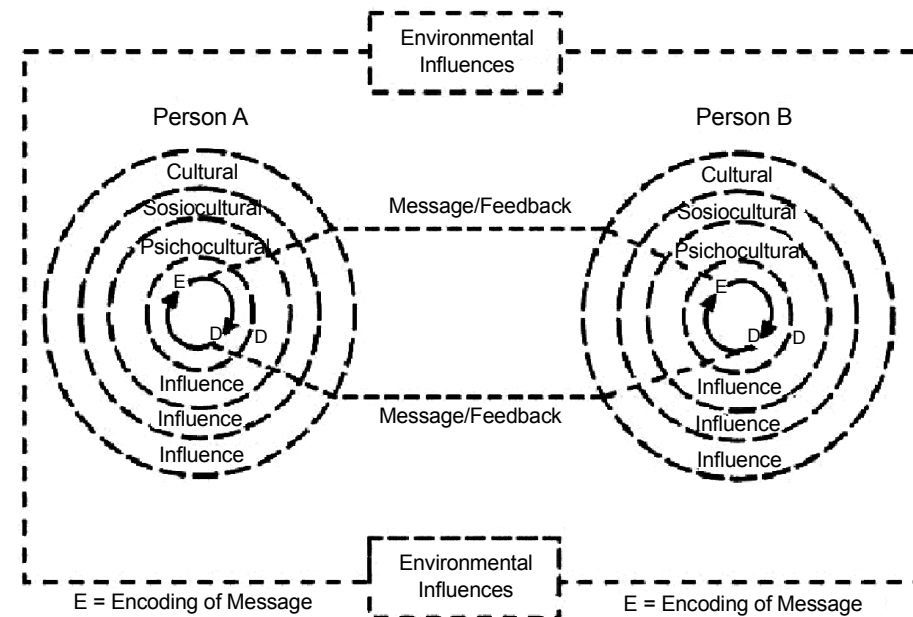 Environmental
Influences
Person A
Person B
Cultural
Cultural
Sosiocultural
Message/Feedback
Sosiocultural
Psichocultural
Psichocultural
E
E
D
D
D
D
Influence
Influence
Message/Feedback
Influence
Influence
Influence
Influence
Environmental
Influences
E = Encoding of Message
E = Encoding of Message